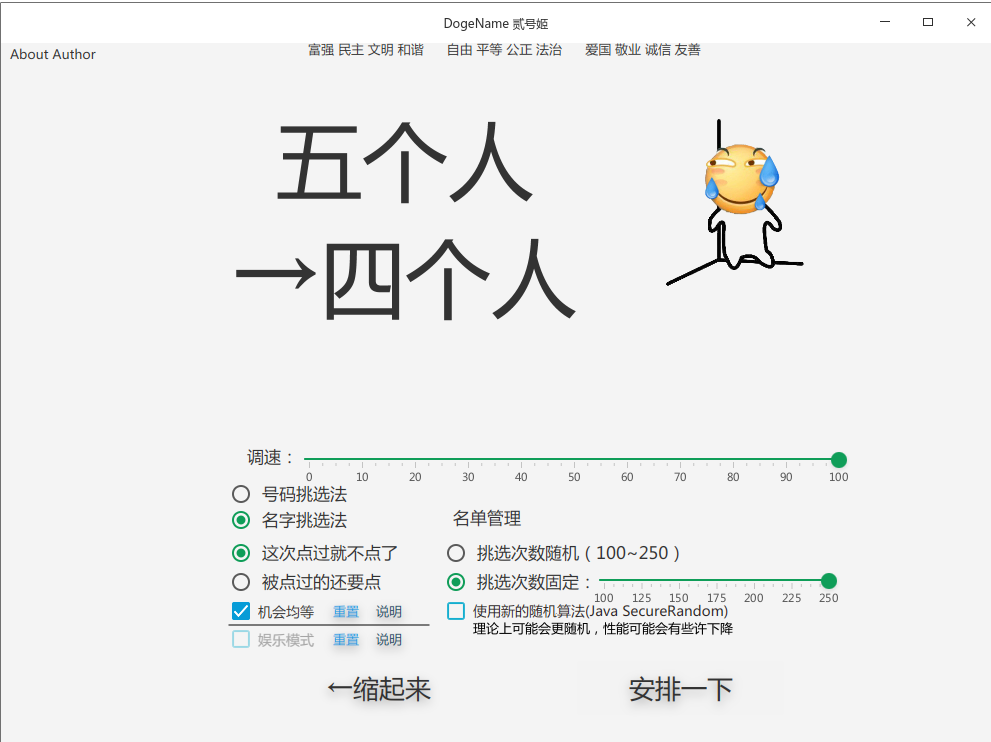 DogeName 贰号姬
About Author
富强 民主 文明 和谐 自由 平等 公正 法治 爱国 敬业 诚信 友善
五个人
→四个人
调速：
0 10 20 30 40 50 60 70 80 90 100
号码挑选法
名字挑选法
名单管理
这次点过就不点了
挑选次数随机（100~250）
被点过的还要点
挑选次数固定：
100 125 150 175 200 225 250
机会均等 重置 说明
使用新的随机算法(Java SecureRandom)
理论上可能会更随机，性能可能会有些许下降
娱乐模式 重置 说明
←缩起来
安排一下